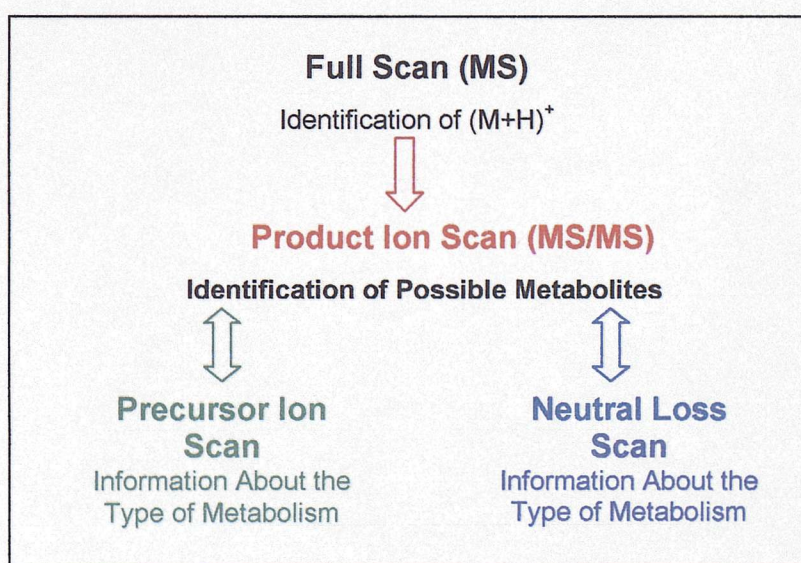 Full Scan (MS)
Identification of (M+H)⁺
Product Ion Scan (MS/MS)
Identification of Possible Metabolites
Precursor Ion
Scan
Information About the
Type of Metabolism
Neutral Loss
Scan
Information About the
Type of Metabolism